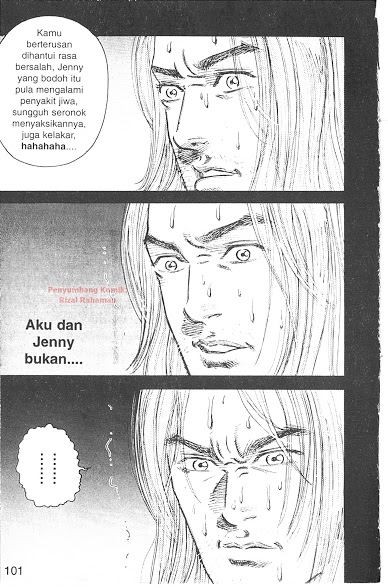 Kamu
berterusan
dihantui rasa
bersalah, Jenny
yang bodoh itu
pula mengalami
penyakit jiwa,
sungguh seronok
menyaksikannya,
juga kelakar,
hahahaha....
Penyumbang Komik:
Rizal Rahaman
Aku dan
Jenny
bukan....
101